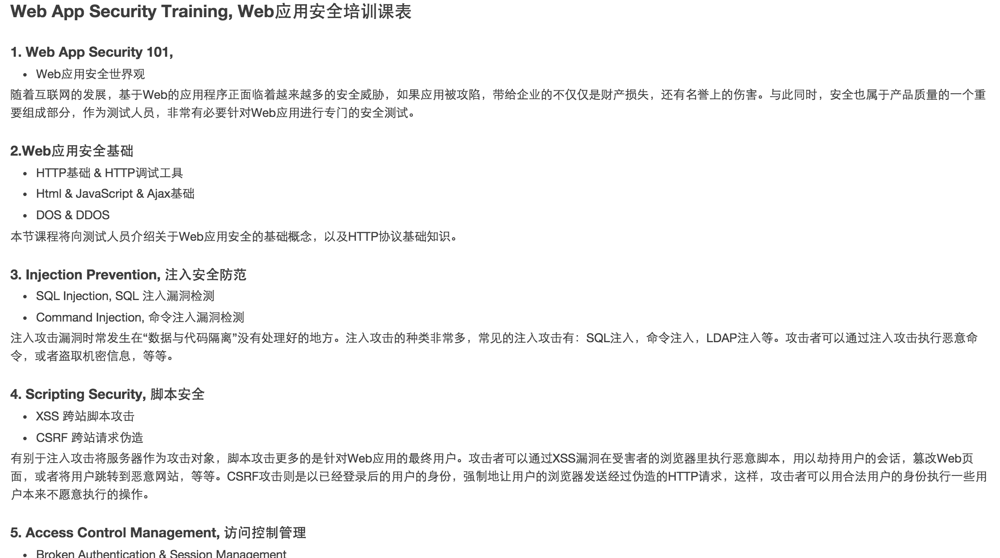 Web App Security Training, Web应用安全培训课表
1. Web App Security 101,
• Web应用安全世界观
随着互联网的发展，基于Web的应用程序正面临着越来越多的安全威胁，如果应用被攻陷，带给企业的不仅仅是财产损失，还有名誉上的伤害。与此同时，安全也属于产品质量的一个重
要组成部分，作为测试人员，非常有必要针对Web应用进行专门的安全测试。
2.Web应用安全基础
• HTTP基础 & HTTP调试工具
• Html & JavaScript & Ajax基础
• DOS & DDOS
本节课程将向测试人员介绍关于Web应用安全的基础概念，以及HTTP协议基础知识。
3. Injection Prevention, 注入安全防范
• SQL Injection, SQL 注入漏洞检测
• Command Injection, 命令注入漏洞检测
注入攻击漏洞时常发生在“数据与代码隔离”没有处理好的地方。注入攻击的种类非常多，常见的注入攻击有：SQL注入，命令注入，LDAP注入等。攻击者可以通过注入攻击执行恶意命
令，或者盗取机密信息，等等。
4. Scripting Security, 脚本安全
• XSS 跨站脚本攻击
• CSRF 跨站请求伪造
有别于注入攻击将服务器作为攻击对象，脚本攻击更多的是针对Web应用的最终用户。攻击者可以通过XSS漏洞在受害者的浏览器里执行恶意脚本，用以劫持用户的会话，篡改Web页
面，或者将用户跳转到恶意网站，等等。CSRF攻击则是以已经登录后的用户的身份，强制地让用户的浏览器发送经过伪造的HTTP请求，这样，攻击者可以用合法用户的身份执行一些用
户本来不愿意执行的操作。
5. Access Control Management, 访问控制管理
• Broken Authentication & Session Management